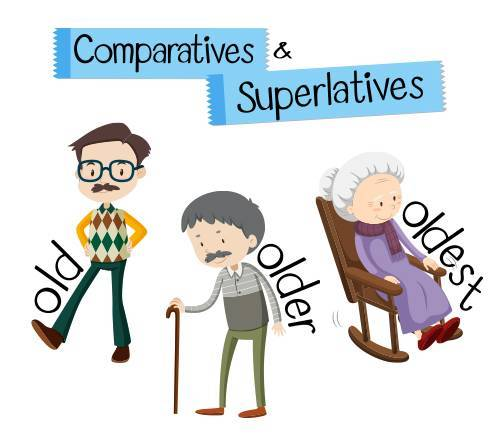 Comparatives &
Superlatives
old
older
oldest